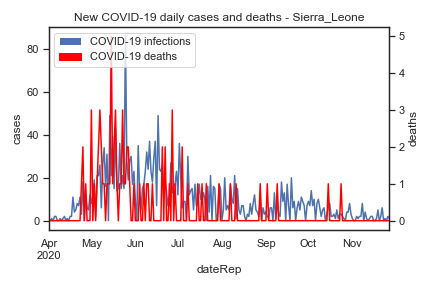 New COVID-19 daily cases and deaths - Sierra_Leone
COVID-19 infections
COVID-19 deaths
cases
80
60
40
20
0
deaths
5
4
3
2
1
0
Apr May Jun Jul Aug Sep Oct Nov
2020
dateRep